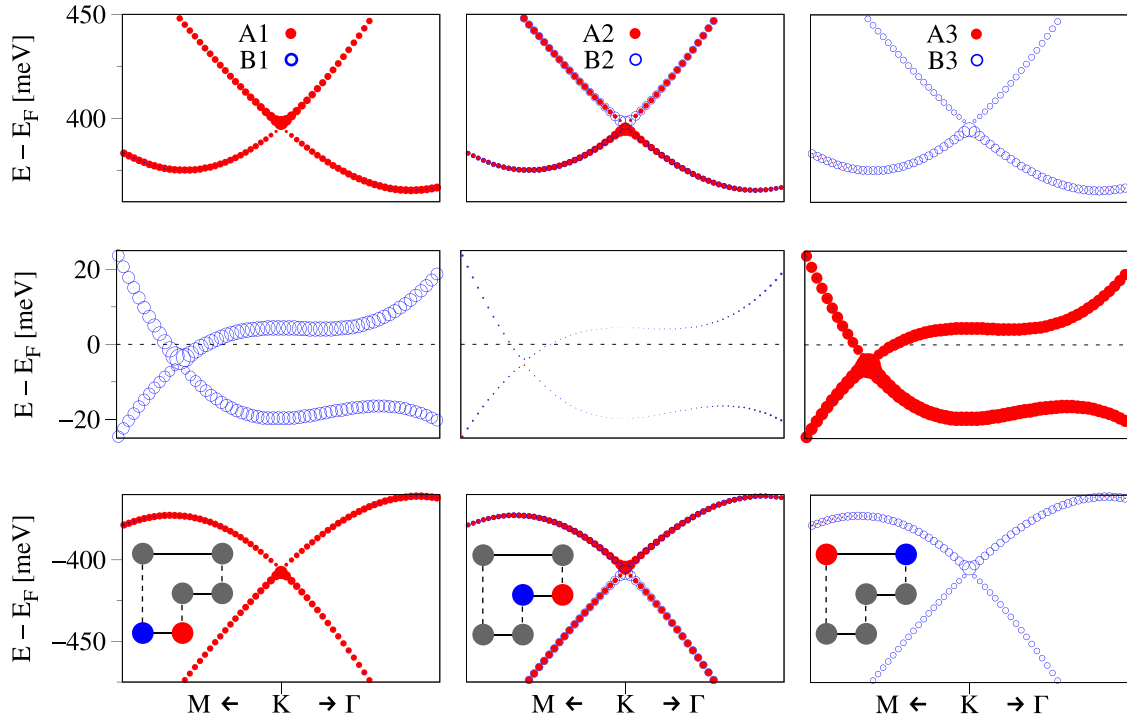 450
400
E − E_F [meV]
A1
B1
A2
B2
A3
B3
20
0
−20
E − E_F [meV]
−400
−450
E − E_F [meV]
M ← K → Γ
M ← K → Γ
M ← K → Γ